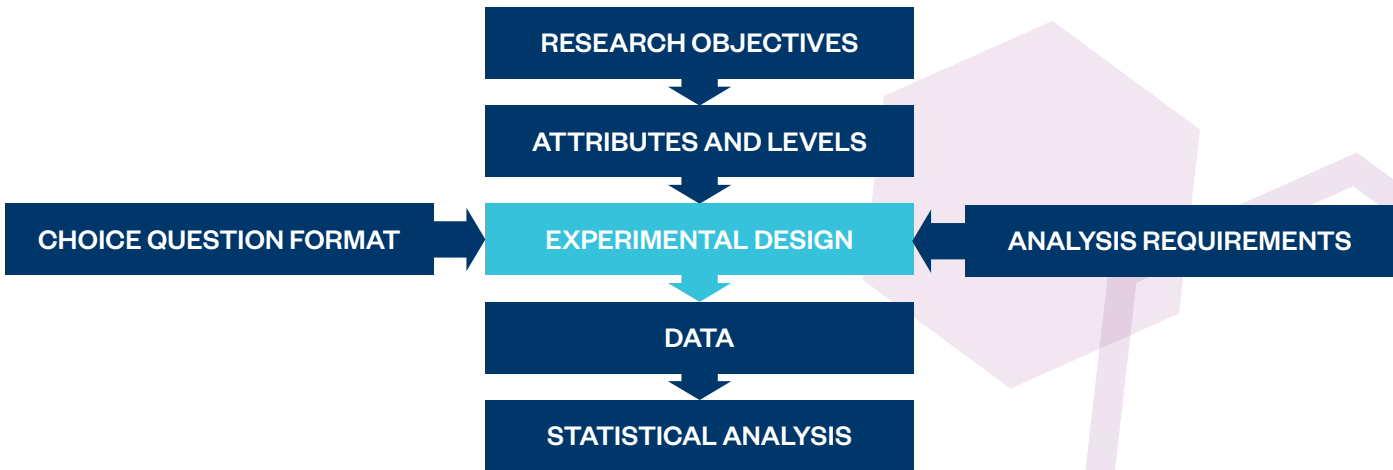 RESEARCH OBJECTIVES
ATTRIBUTES AND LEVELS
CHOICE QUESTION FORMAT
EXPERIMENTAL DESIGN
ANALYSIS REQUIREMENTS
DATA
STATISTICAL ANALYSIS